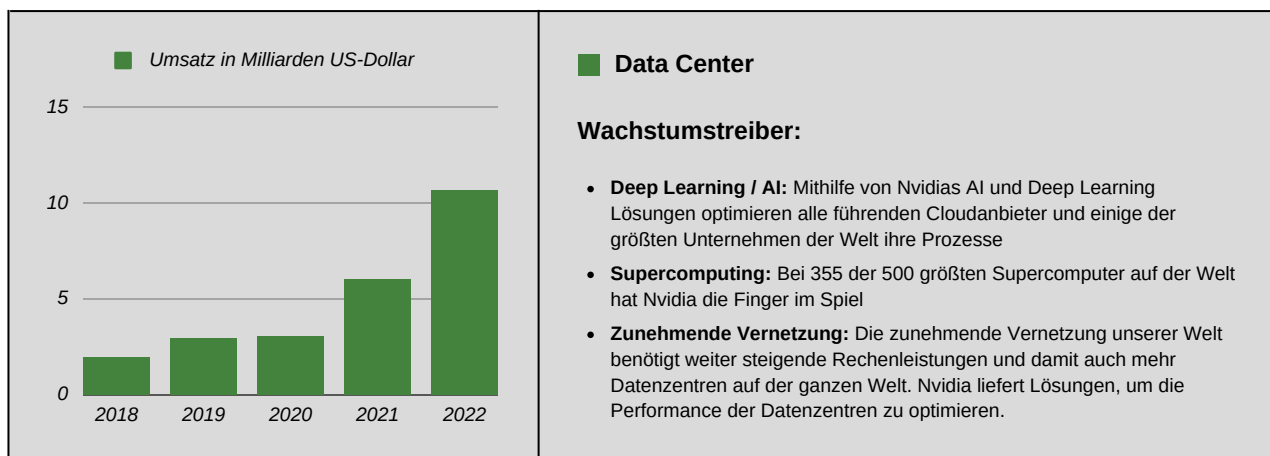 Umsatz in Milliarden US-Dollar
15
10
5
0
2018 2019 2020 2021 2022
Data Center
Wachstumstreiber:
• Deep Learning / AI: Mithilfe von Nvidias AI und Deep Learning
Lösungen optimieren alle führenden Cloudanbieter und einige der
größten Unternehmen der Welt ihre Prozesse
• Supercomputing: Bei 355 der 500 größten Supercomputer auf der Welt
hat Nvidia die Finger im Spiel
• Zunehmende Vernetzung: Die zunehmende Vernetzung unserer Welt
benötigt weiter steigende Rechenleistungen und damit auch mehr
Datenzentren auf der ganzen Welt. Nvidia liefert Lösungen, um die
Performance der Datenzentren zu optimieren.